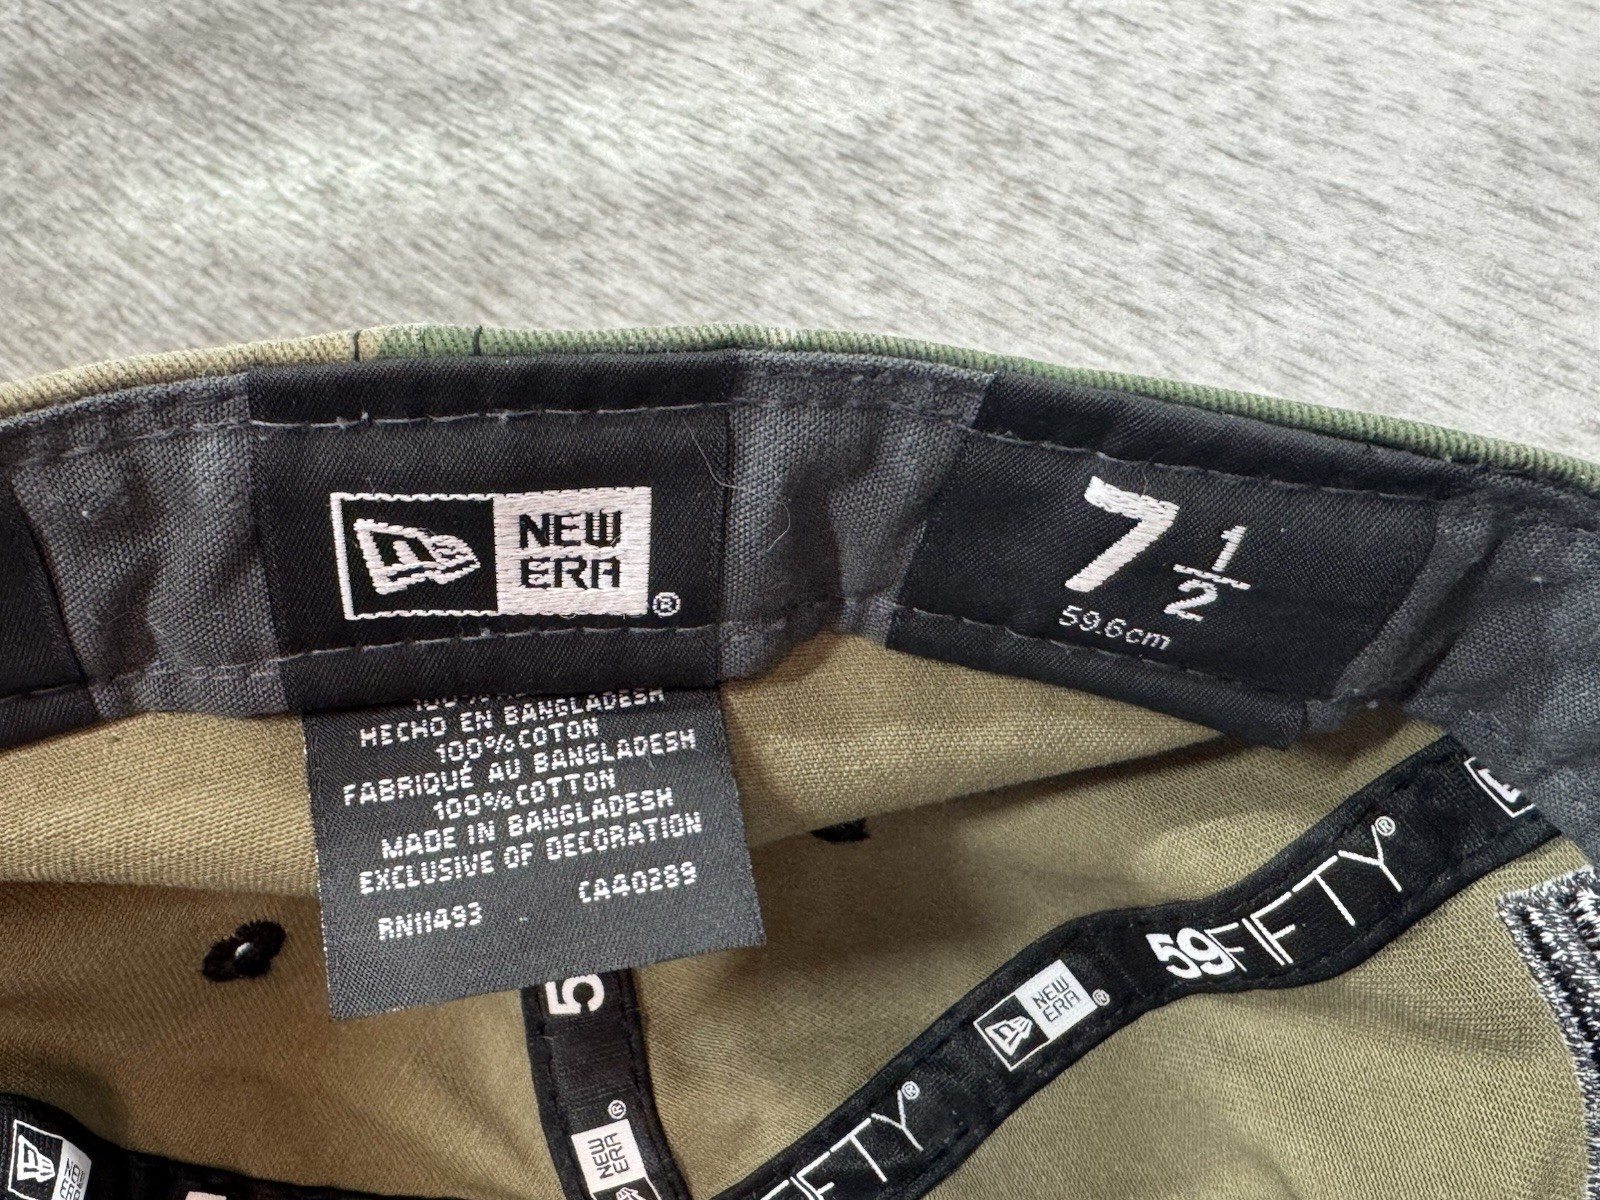 NEW
ERA
®
7 1/2
59.6cm
HECHO EN BANGLADESH
100%COTON
FABRIQUÉ AU BANGLADESH
100%COTTON
MADE IN BANGLADESH
EXCLUSIVE OF DECORATION
CA40289
RN11493
59FIFTY®
NEW
ERA
®
5
FIFTY®
NEW
ERA
®
NEW